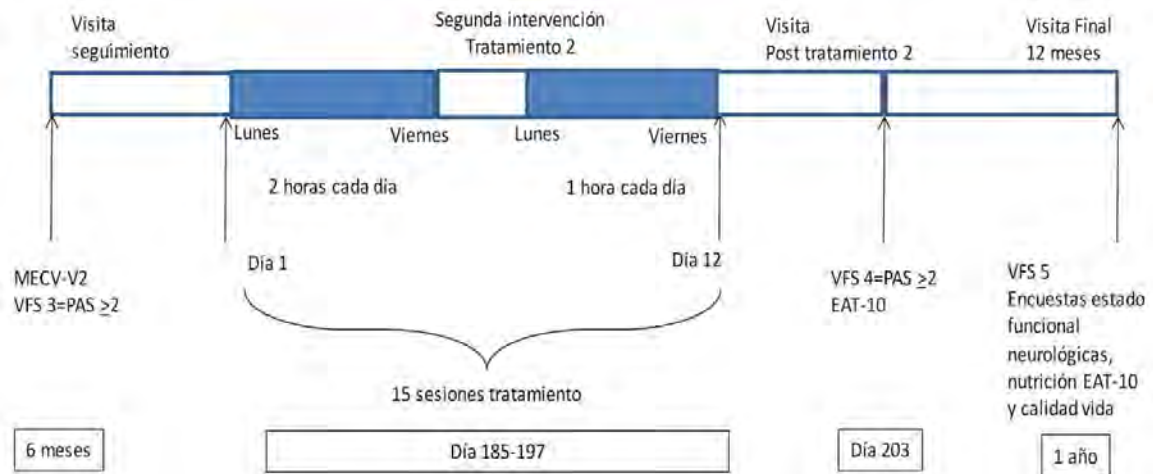 Visita
seguimiento
Segunda intervención
Tratamiento 2
Visita
Post tratamiento 2
Visita Final
12 meses
Lunes
Viemes
Lunes
Viernes
2 horas cada día
1 hora cada día
Día 1
Día 12
MECV-V2
VFS 3=PAS ≥2
VFS 4=PAS ≥2
EAT-10
VFS 5
Encuestas estado
funcional
neurológicas,
nutrición EAT-10
y calidad vida
15 sesiones tratamiento
6 meses
Día 185-197
Día 203
1 año